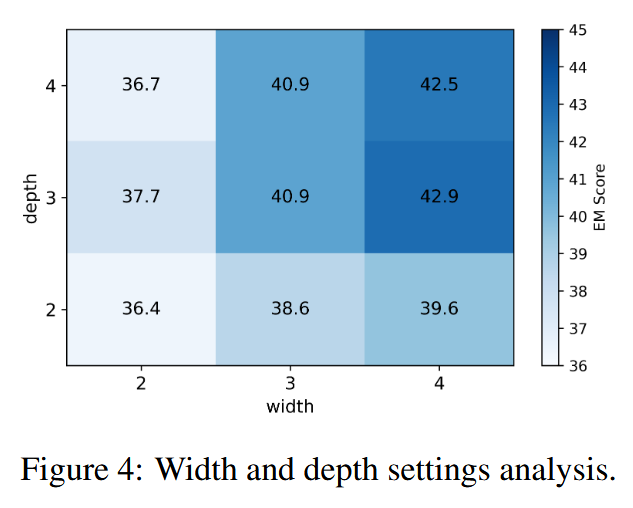 45
44
4 36.7 40.9 42.5
43
42
depth
3 37.7 40.9 42.9
41
EM Score
40
39
2 36.4 38.6 39.6
38
37
36
2 3 4
width
Figure 4: Width and depth settings analysis.